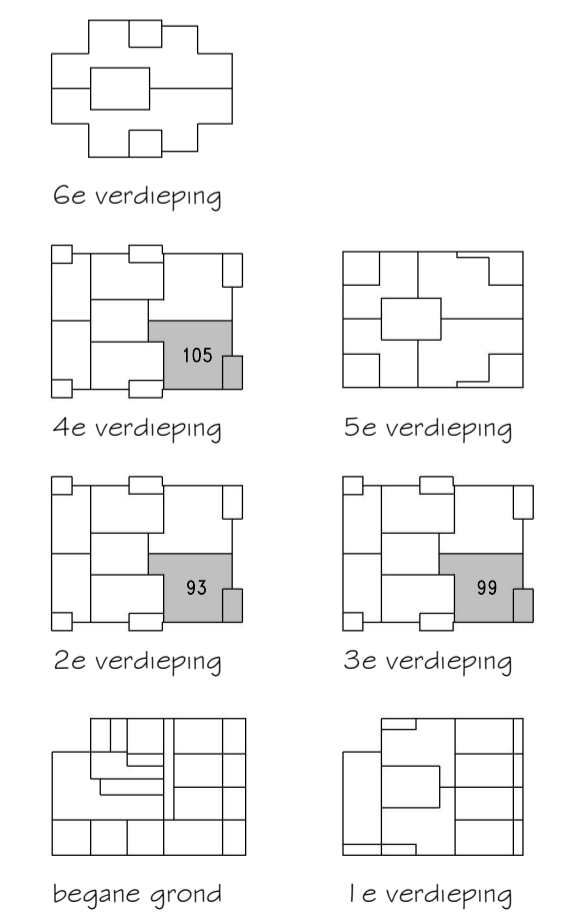 6e verdieping
105
4e verdieping
5e verdieping
93
99
2e verdieping
3e verdieping
begane grond
1e verdieping